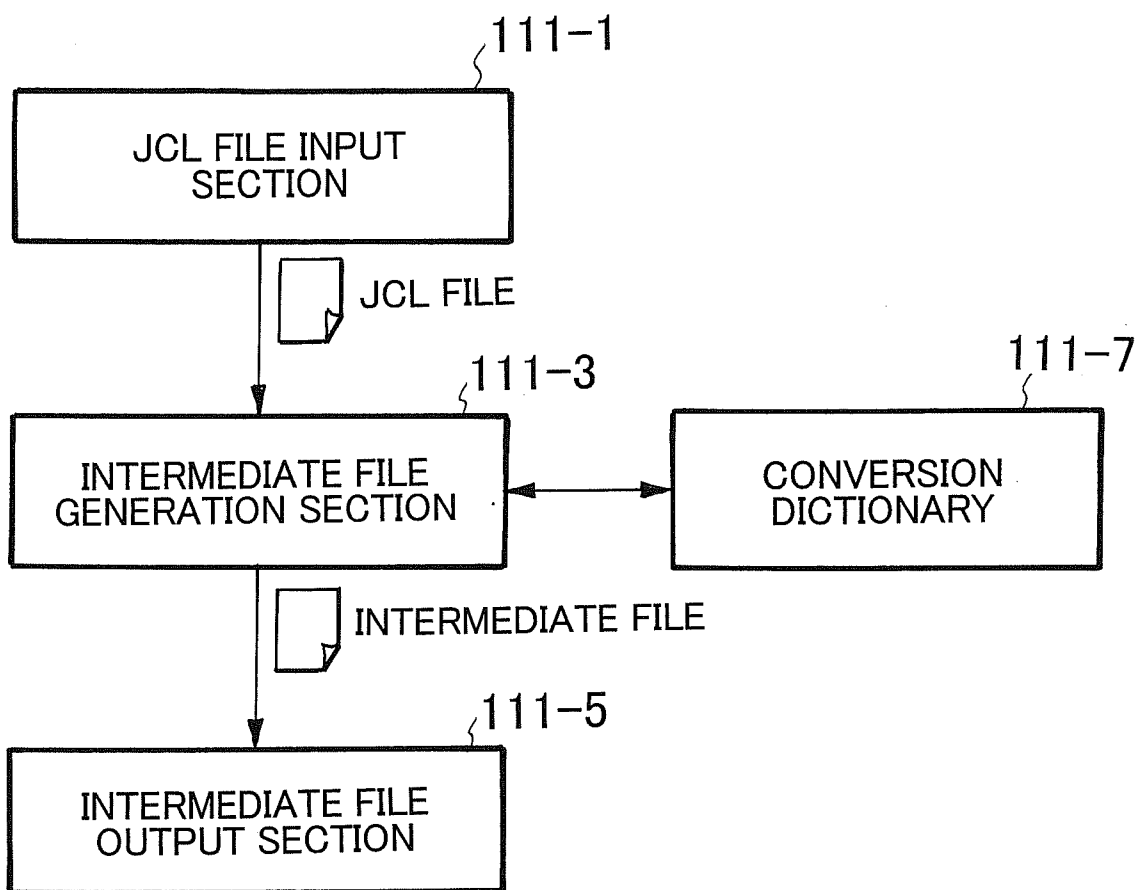 111-1
JCL FILE INPUT
SECTION
JCL FILE
111-3
111-7
INTERMEDIATE FILE
GENERATION SECTION
CONVERSION
DICTIONARY
INTERMEDIATE FILE
111-5
INTERMEDIATE FILE
OUTPUT SECTION